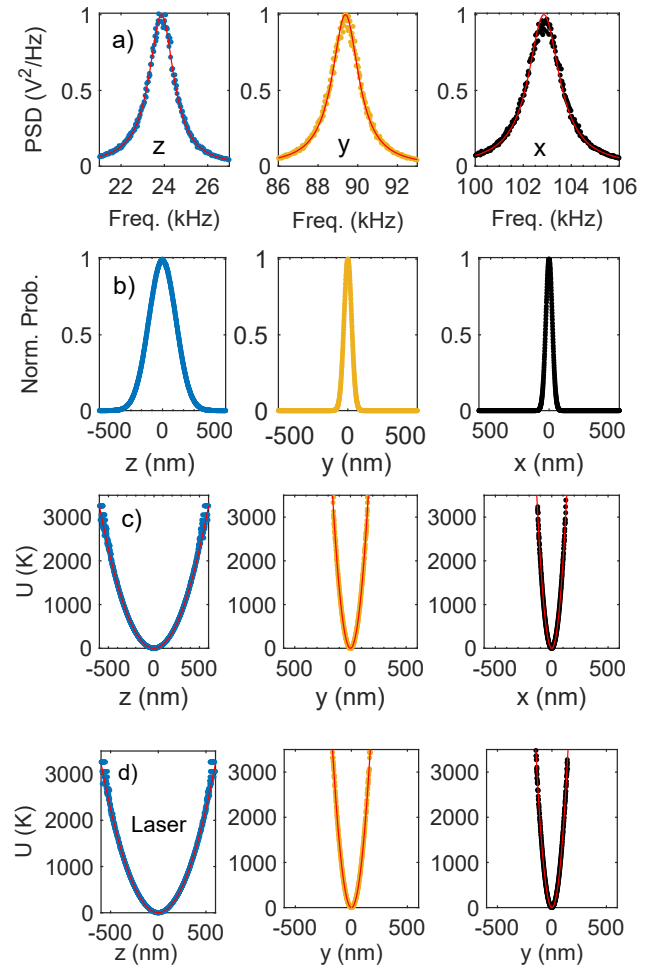 PSD (V²/Hz)
1
0.5
0
a)
z
22 24 26
Freq. (kHz)
1
0.5
0
y
86 88 90 92
Freq. (kHz)
1
0.5
0
x
100 102 104 106
Freq. (kHz)
Norm. Prob.
1
0.5
0
b)
-500 0 500
z (nm)
1
0.5
0
-500 0 500
y (nm)
1
0.5
0
-500 0 500
x (nm)
U (K)
3000
2000
1000
0
c)
-500 0 500
z (nm)
3000
2000
1000
0
-500 0 500
y (nm)
3000
2000
1000
0
-500 0 500
x (nm)
U (K)
3000
2000
1000
0
d)
Laser
-500 0 500
z (nm)
3000
2000
1000
0
-500 0 500
y (nm)
3000
2000
1000
0
-500 0 500
y (nm)